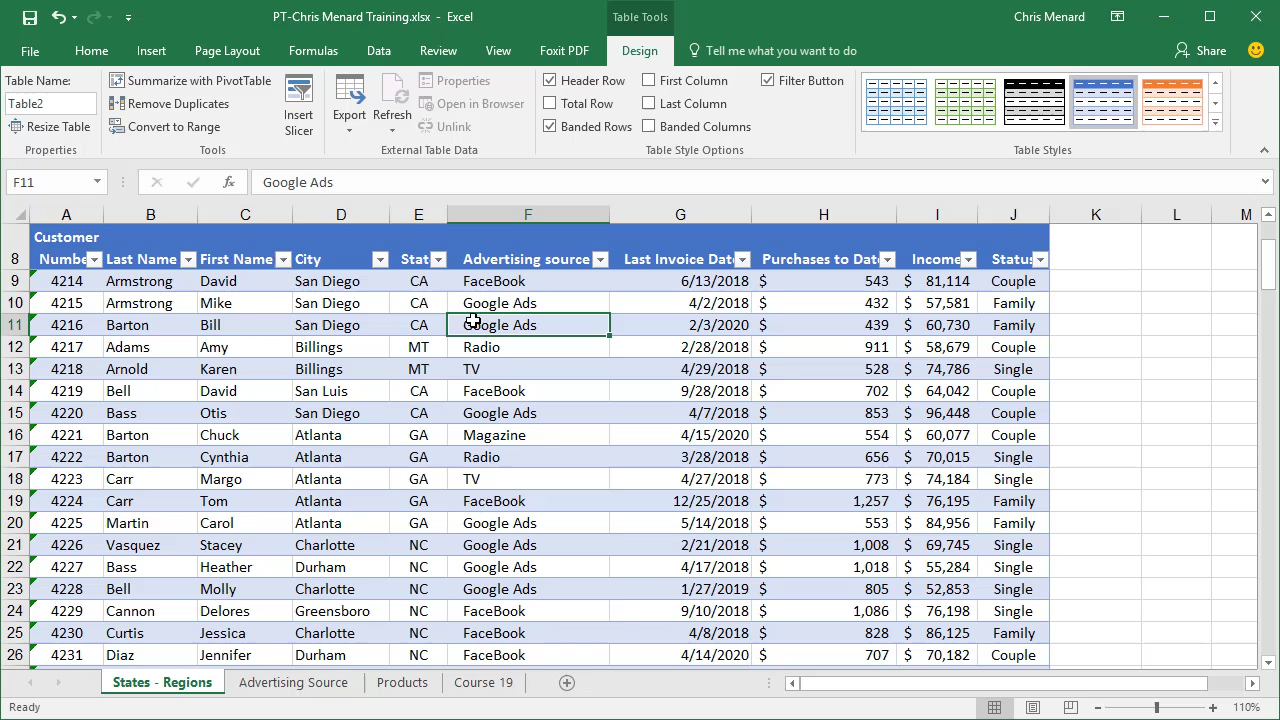 PT-Chris Menard Training.xlsx - Excel
Table Tools
Chris Menard
File Home Insert Page Layout Formulas Data Review View Foxit PDF Design Tell me what you want to do Share
Table Name:
Table2
Resize Table
Properties
Summarize with PivotTable
Remove Duplicates
Convert to Range
Tools
Insert
Slicer
Export
Refresh
Properties
Open in Browser
Unlink
External Table Data
Header Row First Column Filter Button
Total Row Last Column
Banded Rows Banded Columns
Table Style Options
Table Styles
F11 fx Google Ads
A B C D E F G H I J K L M
Customer
8 Numbe Last Name First Name City Stat Advertising source Last Invoice Dat Purchases to Dat Income Status
9 4214 Armstrong David San Diego CA FaceBook 6/13/2018 $ 543 $ 81,114 Couple
10 4215 Armstrong Mike San Diego CA Google Ads 4/2/2018 $ 432 $ 57,581 Family
11 4216 Barton Bill San Diego CA Google Ads 2/3/2020 $ 439 $ 60,730 Family
12 4217 Adams Amy Billings MT Radio 2/28/2018 $ 911 $ 58,679 Couple
13 4218 Arnold Karen Billings MT TV 4/29/2018 $ 528 $ 74,786 Single
14 4219 Bell David San Luis CA FaceBook 9/28/2018 $ 702 $ 64,042 Couple
15 4220 Bass Otis San Diego CA Google Ads 4/7/2018 $ 853 $ 96,448 Couple
16 4221 Barton Chuck Atlanta GA Magazine 4/15/2020 $ 554 $ 60,077 Couple
17 4222 Barton Cynthia Atlanta GA Radio 3/28/2018 $ 656 $ 70,015 Single
18 4223 Carr Margo Atlanta GA TV 4/27/2018 $ 773 $ 74,184 Single
19 4224 Carr Tom Atlanta GA FaceBook 12/25/2018 $ 1,257 $ 76,195 Family
20 4225 Martin Carol Atlanta GA Google Ads 5/14/2018 $ 553 $ 84,956 Family
21 4226 Vasquez Stacey Charlotte NC Google Ads 2/21/2018 $ 1,008 $ 69,745 Single
22 4227 Bass Heather Durham NC Google Ads 4/17/2018 $ 1,018 $ 55,284 Single
23 4228 Bell Molly Charlotte NC Google Ads 1/27/2019 $ 805 $ 52,853 Single
24 4229 Cannon Delores Greensboro NC FaceBook 9/10/2018 $ 1,086 $ 76,198 Single
25 4230 Curtis Jessica Charlotte NC FaceBook 4/8/2018 $ 828 $ 86,125 Family
26 4231 Diaz Jennifer Durham NC FaceBook 4/14/2020 $ 707 $ 70,182 Couple
States - Regions Advertising Source Products Course 19
Ready 110%